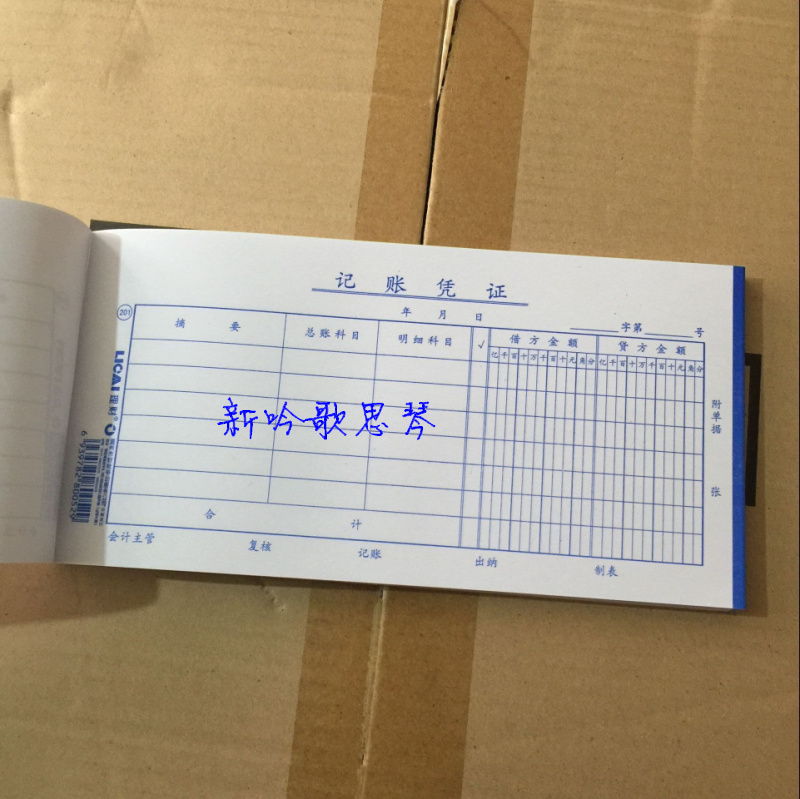 记账凭证
年 月 日
字第 号
201
摘要 总账科目 明细科目 √ 借方金额 贷方金额
亿千百十万千百十元角分 亿千百十万千百十元角分
新吟歌思琴
附单据 张
LICAI 理财®
合计
会计主管 复核 记账 出纳 制表